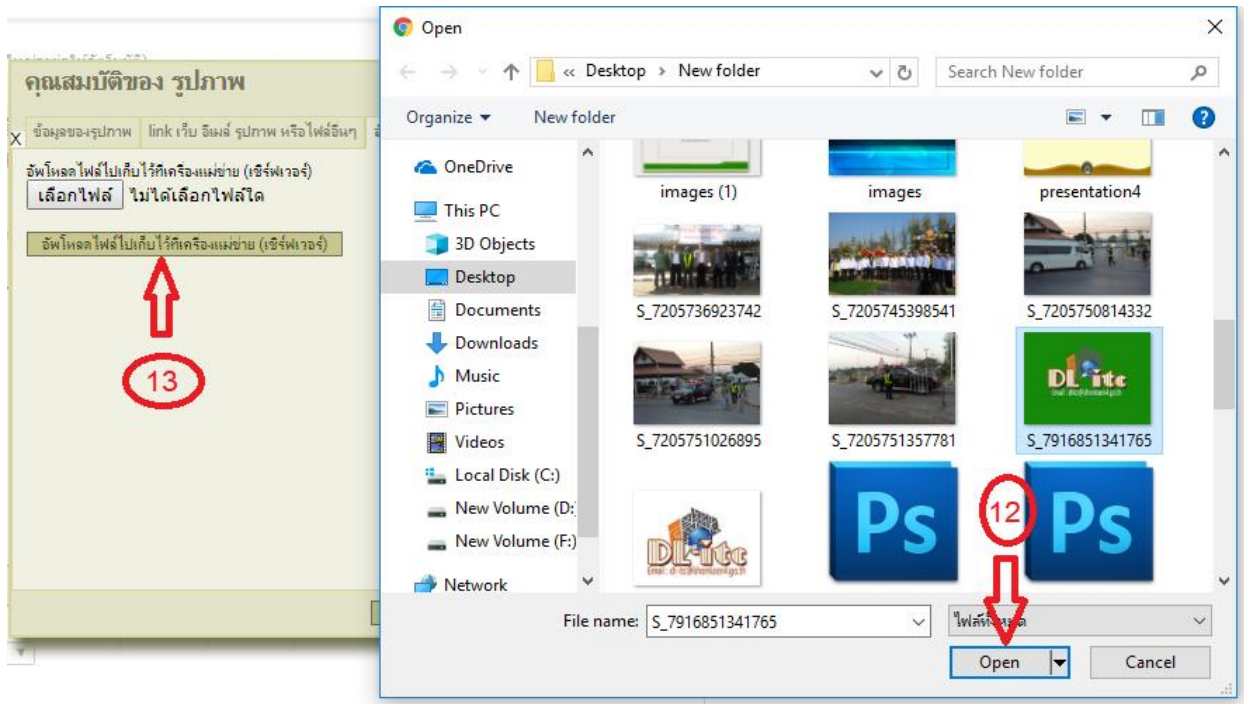 คุณสมบัติของ รูปภาพ
X
ข้อมูลของรูปภาพ
link เว็บ อีเมล์ รูปภาพ หรือไฟล์อื่นๆ
อัพโหลดไฟล์ไปเก็บไว้ที่เครื่องแม่ข่าย (เซิร์ฟเวอร์)
เลือกไฟล์ ไม่ได้เลือกไฟล์ใด
อัพโหลดไฟล์ไปเก็บไว้ที่เครื่องแม่ข่าย (เซิร์ฟเวอร์)
13
Open
« Desktop › New folder
Search New folder
Organize
New folder
OneDrive
This PC
3D Objects
Desktop
Documents
Downloads
Music
Pictures
Videos
Local Disk (C:)
New Volume (D:
New Volume (F:)
Network
images (1)
images
presentation4
S_7205736923742
S_7205745398541
S_7205750814332
S_7205751026895
S_7205751357781
DL-itc
S_7916851341765
DL-itc
Ps
Ps
12
File name: S_7916851341765
ไฟล์ทั้งหมด
Open
Cancel